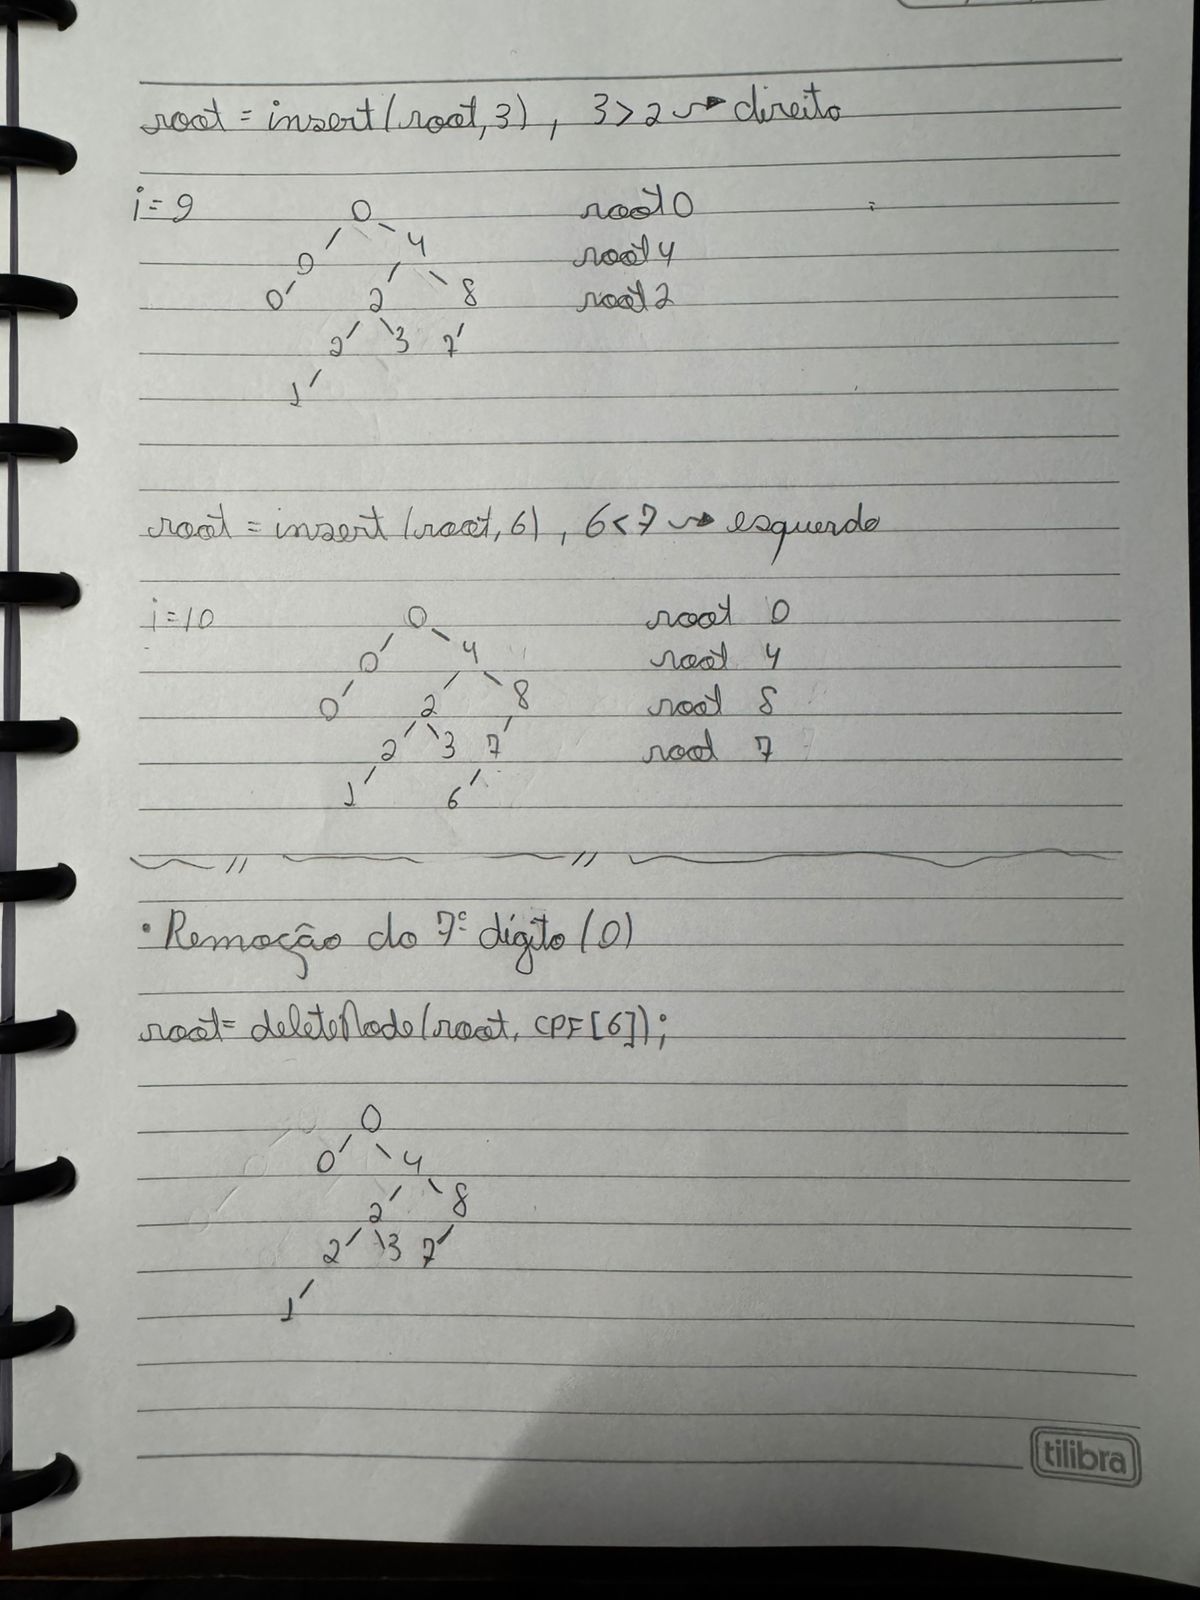 root = insert(root,3) , 3>2 → direito
i=9 0 root 0
0 4 root 4
0 2 8 root 2
2 3 7
1
root = insert (root,6) , 6<7 → esquerdo
i=10 0 root 0
0 4 root 4
0 2 8 root 8
2 3 7 root 7
1 6
• Remoção do 7º dígito (0)
root= deleteNode(root, CPF[6]);
0
0 4
2 8
2 3 7
1
tilibra